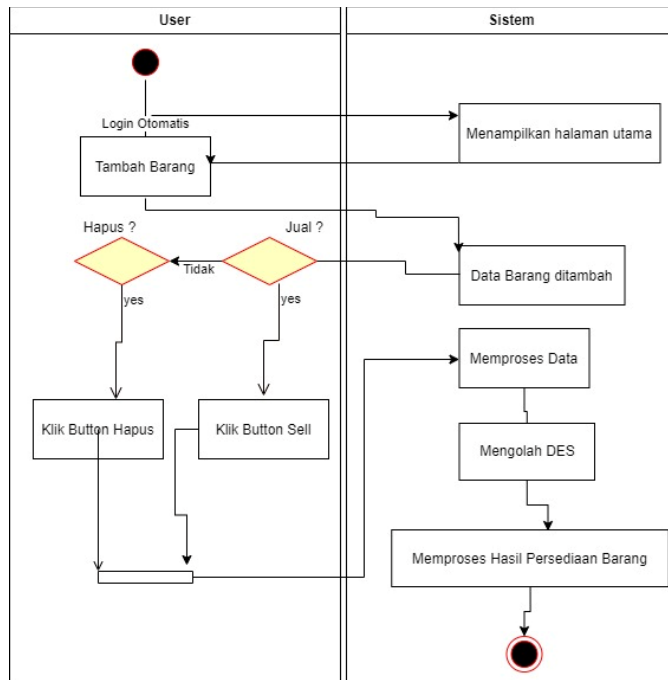 User
Sistem
Login Otomatis
Menampilkan halaman utama
Tambah Barang
Hapus ?
Jual ?
Tidak
Data Barang ditambah
yes
yes
Memproses Data
Klik Button Hapus
Klik Button Sell
Mengolah DES
Memproses Hasil Persediaan Barang